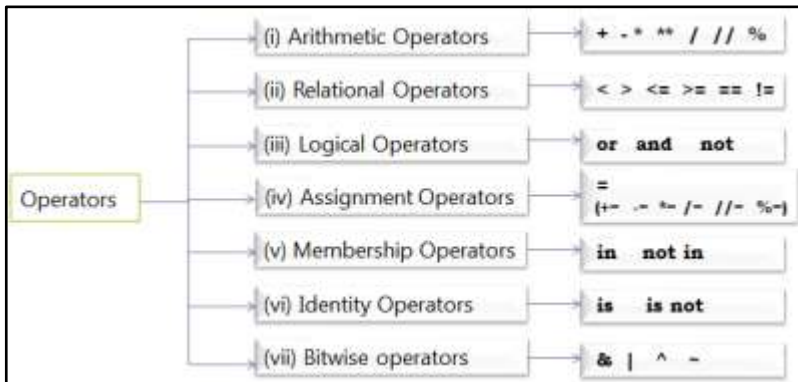 Operators
(i) Arithmetic Operators
+ - * ** / // %
(ii) Relational Operators
< > <= >= == !=
(iii) Logical Operators
or and not
(iv) Assignment Operators
=
(+= -= *= /= //= %=)
(v) Membership Operators
in not in
(vi) Identity Operators
is is not
(vii) Bitwise operators
& | ^ ~